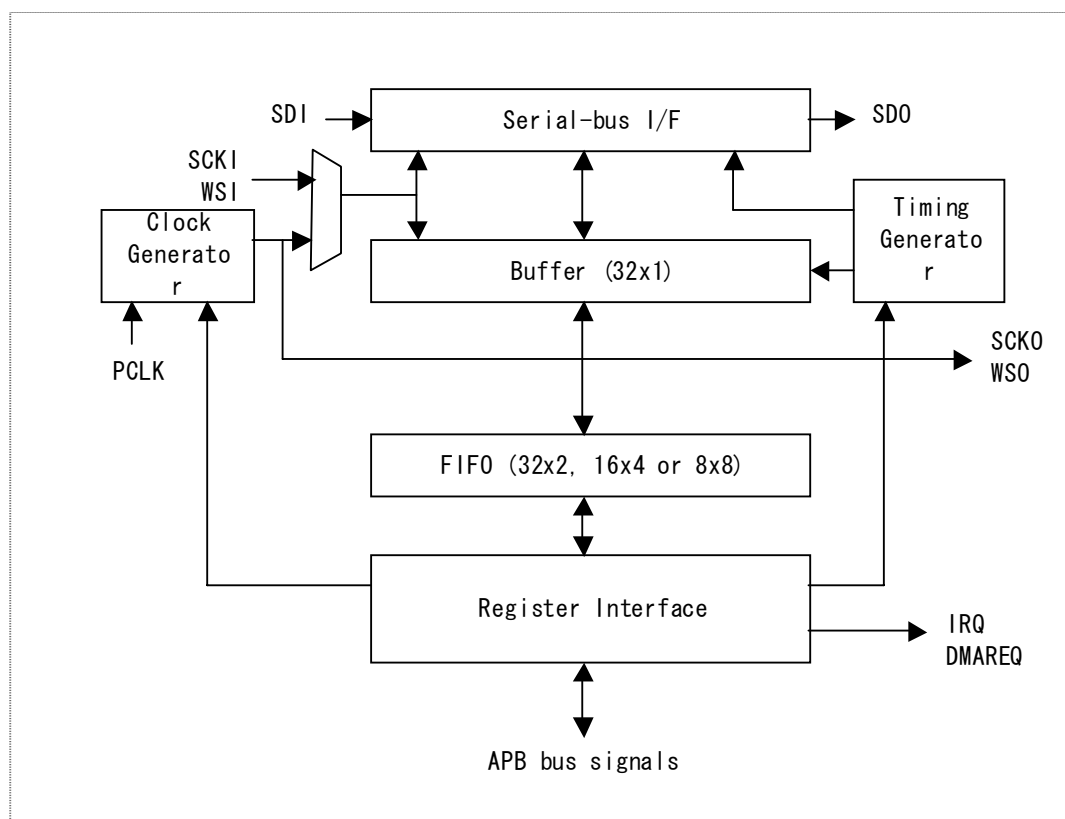 SDI
Serial-bus I/F
SDO
SCKI
WSI
Clock
Generato
r
Timing
Generato
r
Buffer (32x1)
PCLK
SCKO
WSO
FIFO (32x2, 16x4 or 8x8)
Register Interface
IRQ
DMAREQ
APB bus signals